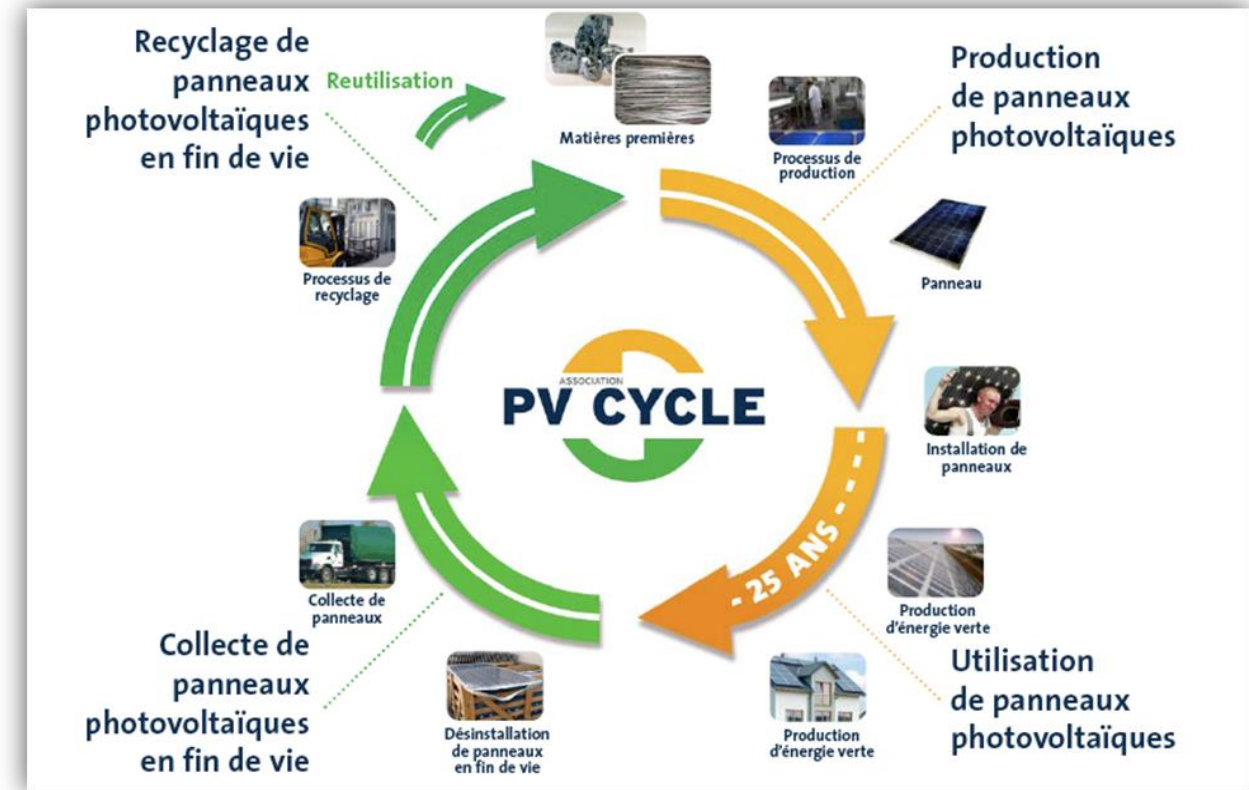 Recyclage de
panneaux
photovoltaïques
en fin de vie
Reutilisation
Matières premières
Processus de
production
Production
de panneaux
photovoltaïques
Panneau
Installation de
panneaux
- 25 ANS - - -
Production
d'énergie verte
Utilisation
de panneaux
photovoltaïques
Production
d'énergie verte
Désinstallation
de panneaux
en fin de vie
Collecte de
panneaux
Collecte de
panneaux
photovoltaïques
en fin de vie
Processus de
recyclage
ASSOCIATION
PV CYCLE